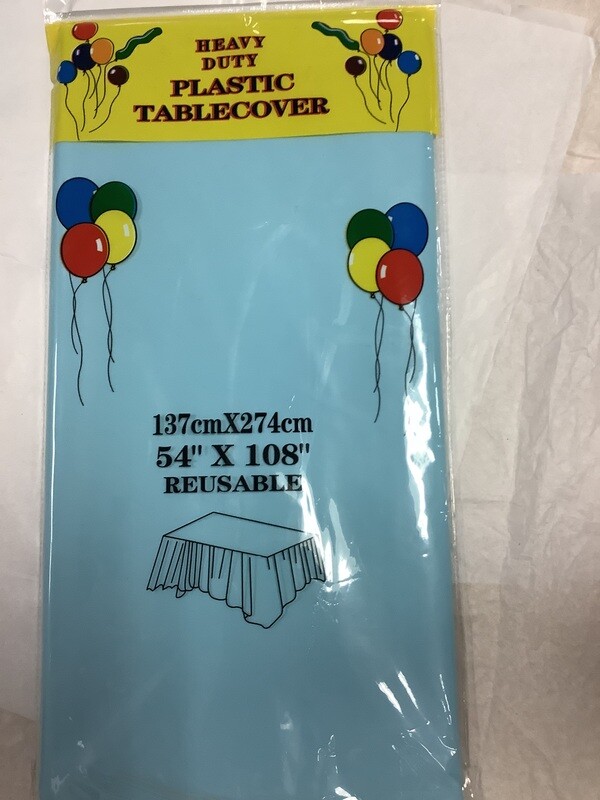 HEAVY
DUTY
PLASTIC
TABLECOVER
137cmX274cm
54" X 108"
REUSABLE